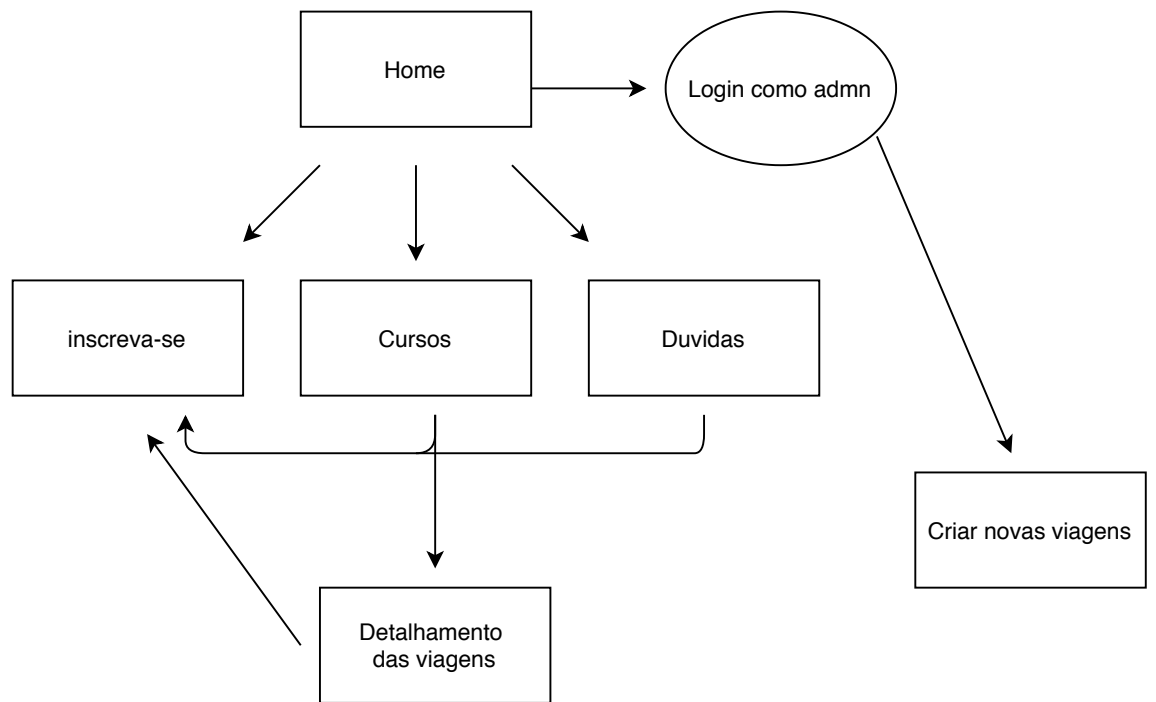 Home
Login como admn
inscreva-se
Cursos
Duvidas
Criar novas viagens
Detalhamento
das viagens